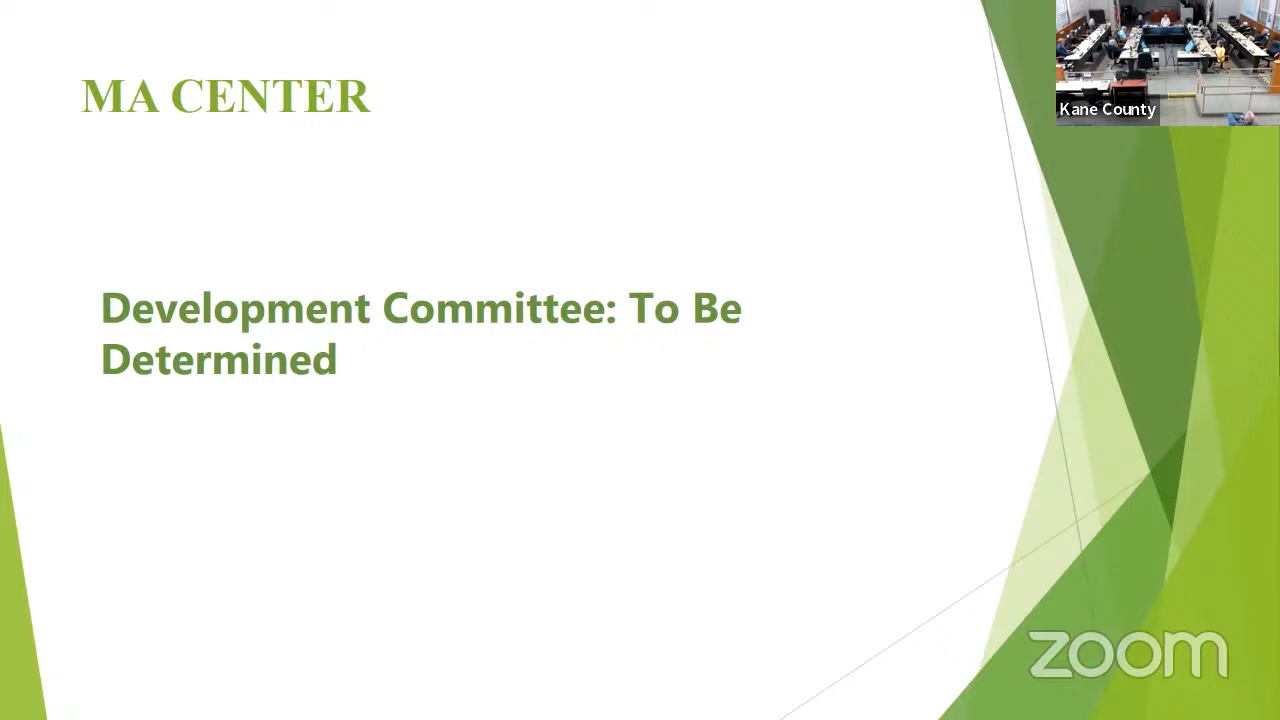 MA CENTER
Kane County
Development Committee: To Be
Determined
zoom